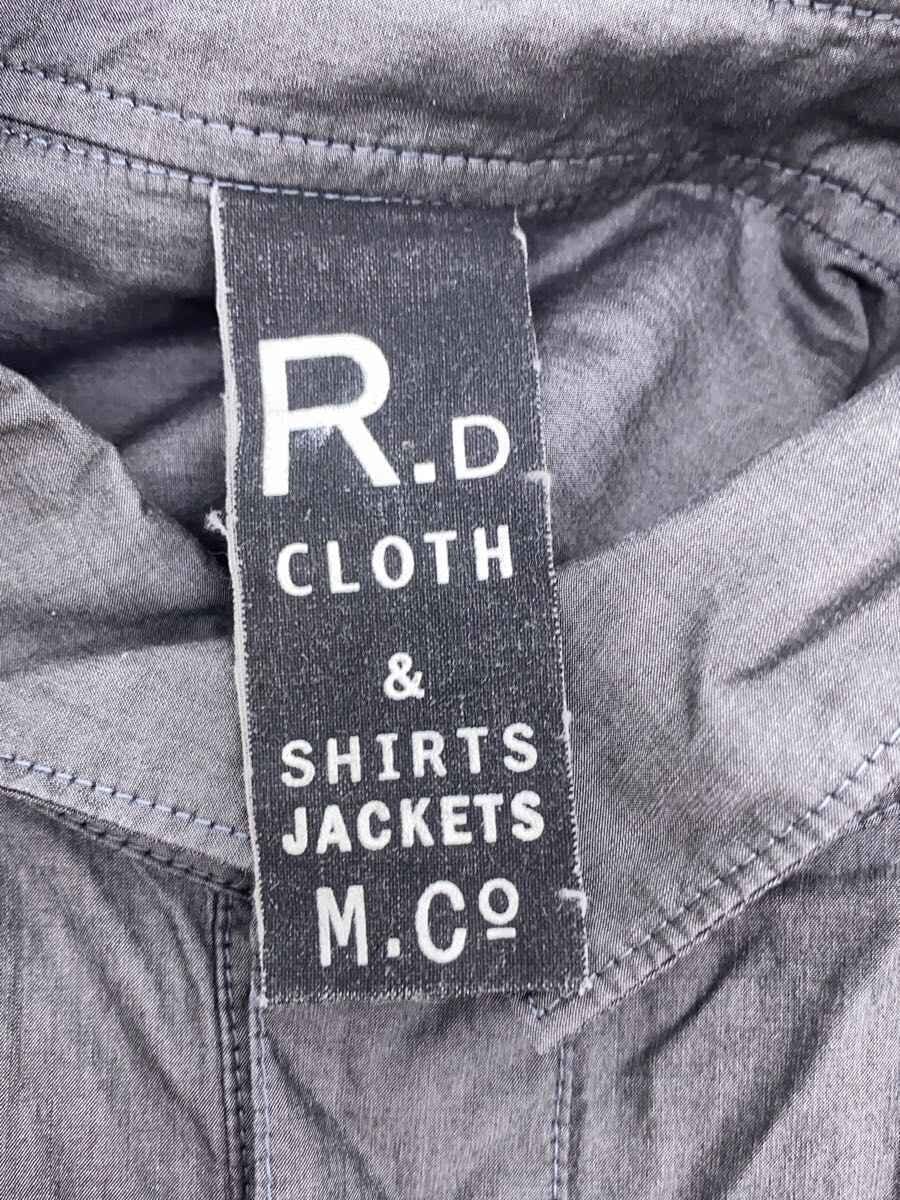 R.D
CLOTH
&
SHIRTS
JACKETS
M.Cº